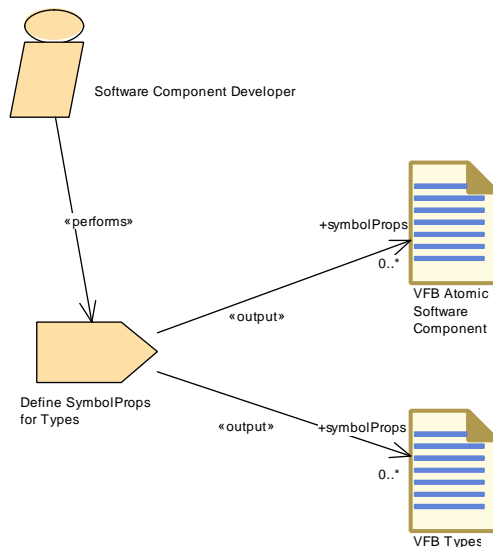 Software Component Developer
«performs»
+symbolProps
0..*
VFB Atomic
Software
Component
«output»
Define SymbolProps
for Types
«output»
+symbolProps
0..*
VFB Types